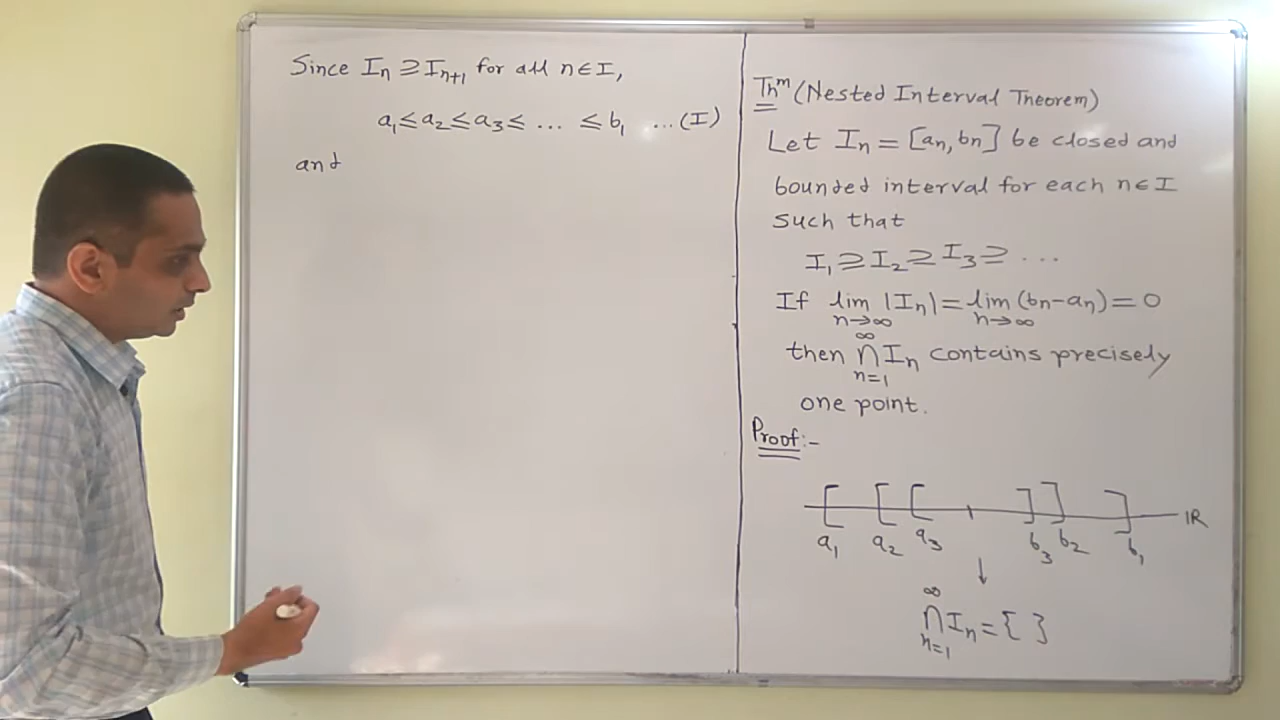 Since Iₙ ⊇ Iₙ₊₁ for all n∈I,
a₁≤a₂≤a₃≤ ... ≤ b₁ ...(I)
and
Thᵐ (Nested Interval Theorem)
Let Iₙ = [aₙ, bₙ] be closed and
bounded interval for each n∈I
such that
I₁ ⊇ I₂ ⊇ I₃ ⊇ ...
If lim n→∞ |Iₙ| = lim n→∞ (bₙ-aₙ) = 0
then ∞ ∩ n=1 Iₙ contains precisely
one point.
Proof:-
IR
a₁ a₂ a₃ b₃ b₂ b₁
↓
∞ ∩ n=1 Iₙ = { }